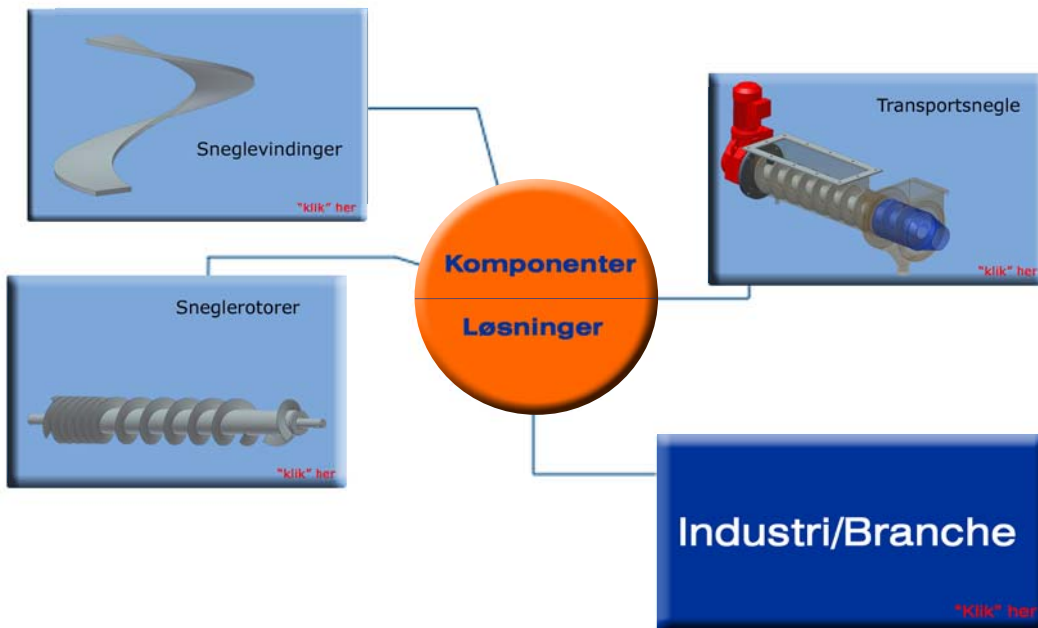 Sneglevindinger
"klik" her
Transportsnegle
"klik" her
Komponenter
Løsninger
Sneglerotorer
"klik" her
Industri/Branche
"Klik" her